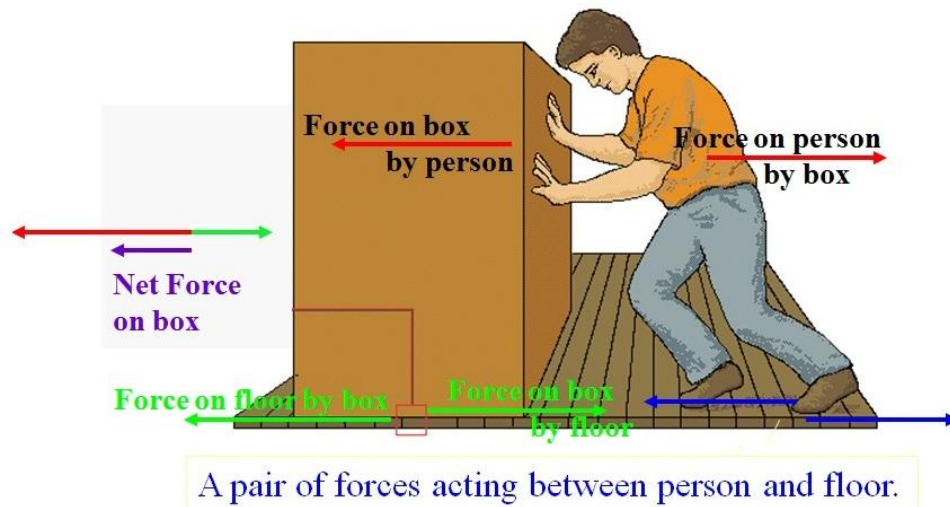 Force on box
by person
Force on person
by box
Net Force
on box
Force on floor by box
Force on box
by floor
A pair of forces acting between person and floor.